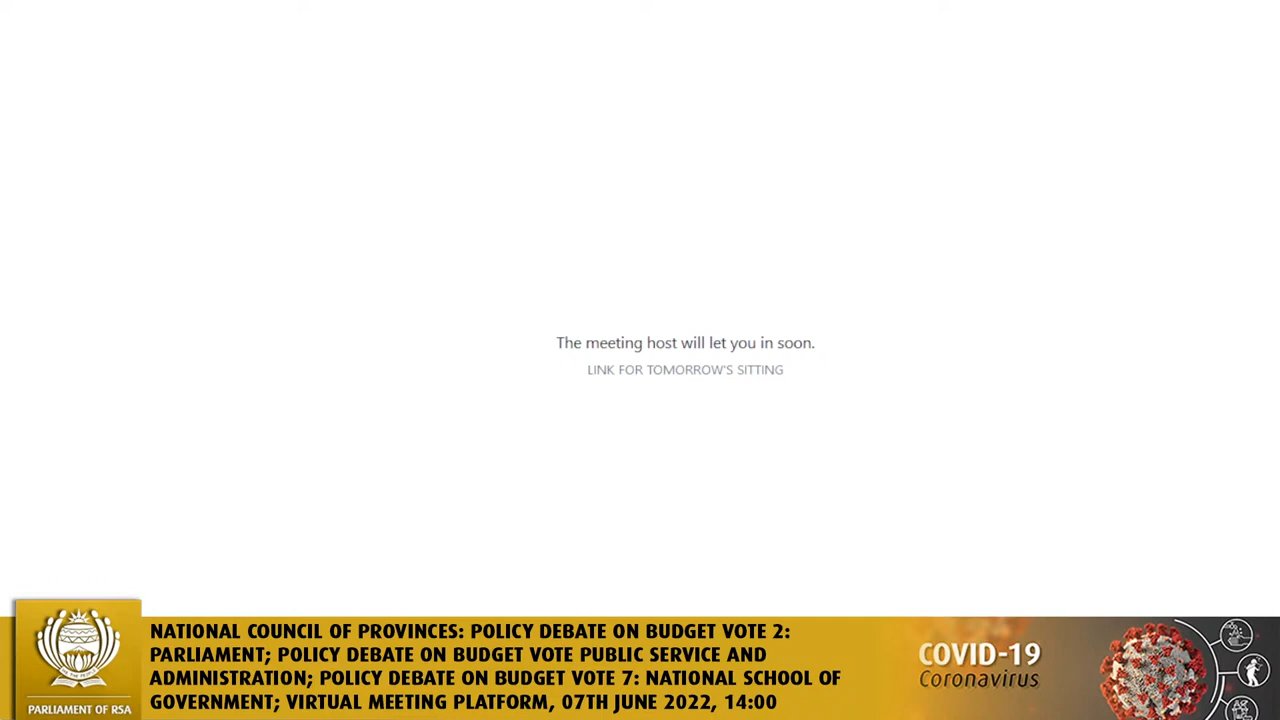 The meeting host will let you in soon.
LINK FOR TOMORROW'S SITTING
NATIONAL COUNCIL OF PROVINCES: POLICY DEBATE ON BUDGET VOTE 2:
PARLIAMENT; POLICY DEBATE ON BUDGET VOTE PUBLIC SERVICE AND
ADMINISTRATION; POLICY DEBATE ON BUDGET VOTE 7: NATIONAL SCHOOL OF
GOVERNMENT; VIRTUAL MEETING PLATFORM, 07TH JUNE 2022, 14:00
PARLIAMENT OF RSA
COVID-19
Coronavirus